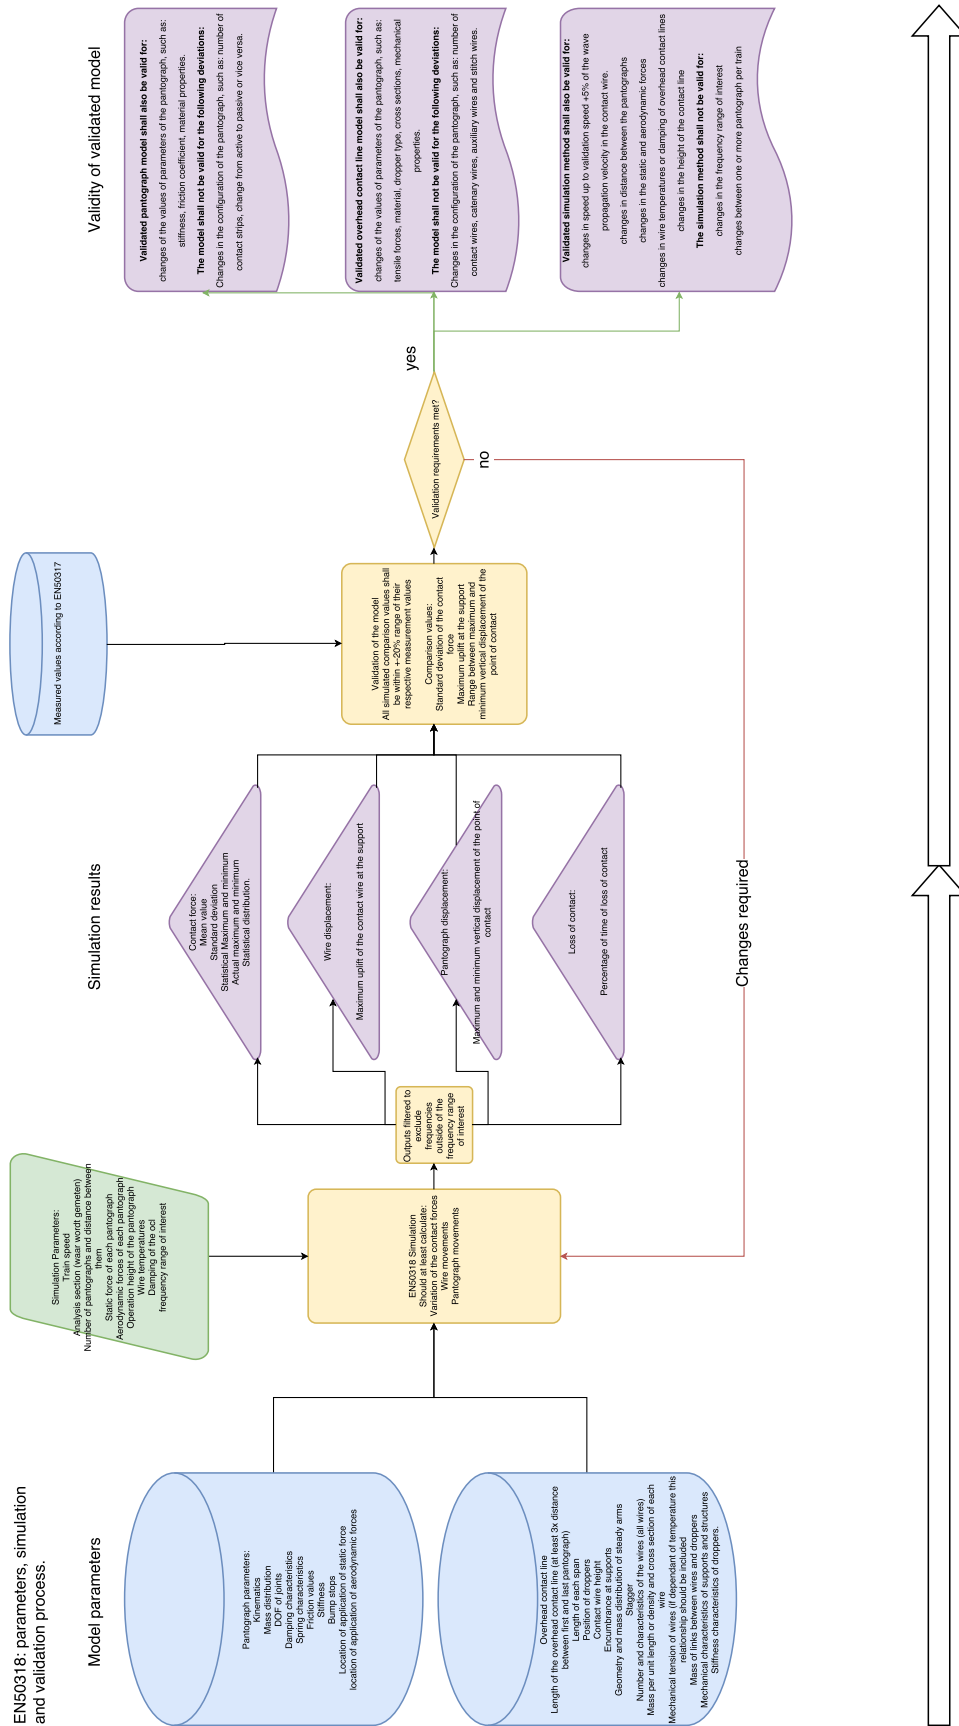 EN50318: parameters, simulation
and validation process.
Model parameters
Pantograph parameters:
Kinematics
Mass distribution
DOF of joints
Damping characteristics
Spring characteristics
Friction values
Stiffness
Bump stops
Location of application of static force
location of application of aerodynamic forces
Overhead contact line
Length of the overhead contact line (at least 3x distance
between first and last pantograph)
Length of each span
Position of droppers
Contact wire height
Encumbrance at supports
Geometry and mass distribution of steady arms
Stagger
Number and characteristics of the wires (all wires)
Mass per unit length or density and cross section of each
wire
Mechanical tension of wires (if dependant of temperature this
relationship should be included
Mass of links between wires and droppers
Mechanical characteristics of supports and structures
Stiffness characteristics of droppers.
Simulation Parameters:
Train speed
Analysis section (waar wordt gemeten)
Number of pantographs and distance between
them
Static force of each pantograph
Aerodynamic forces of each pantograph
Operation height of the pantograph
Wire temperatures
Damping of the ocl
frequency range of interest
EN50318 Simulation
Should at least calculate:
Variation of the contact forces
Wire movements
Pantograph movements
Outputs filtered to
exclude
frequencies
outside of the
frequency range
of interest
Simulation results
Contact force:
Mean value
Standard deviation
Statistical Maximum and minimum
Actual maximum and minimum
Statistical distribution.
Wire displacement:
Maximum uplift of the contact wire at the support
Pantograph displacement:
Maximum and minimum vertical displacement of the point of
contact
Loss of contact:
Percentage of time of loss of contact
Measured values according to EN50317
Validation of the model
All simulated comparison values shall
be within +-20% range of their
respective measurement values
Comparison values:
Standard deviation of the contact
force
Maximum uplift at the support
Range between maximum and
minimum vertical displacement of the
point of contact
Validation requirements met?
yes
no
Changes required
Validity of validated model
Validated pantograph model shall also be valid for:
changes of the values of parameters of the pantograph, such as:
stiffness, friction coefficient, material properties.
The model shall not be valid for the following deviations:
Changes in the configuration of the pantograph, such as: number of
contact strips, change from active to passive or vice versa.
Validated overhead contact line model shall also be valid for:
changes of the values of parameters of the pantograph, such as:
tensile forces, material, dropper type, cross sections, mechanical
properties.
The model shall not be valid for the following deviations:
Changes in the configuration of the pantograph, such as: number of
contact wires, catenary wires, auxiliary wires and stitch wires.
Validated simulation method shall also be valid for:
changes in speed up to validation speed +5% of the wave
propagation velocity in the contact wire.
changes in distance between the pantographs
changes in the static and aerodynamic forces
changes in wire temperatures or damping of overhead contact lines
changes in the height of the contact line
The simulation method shall not be valid for:
changes in the frequency range of interest
changes between one or more pantograph per train